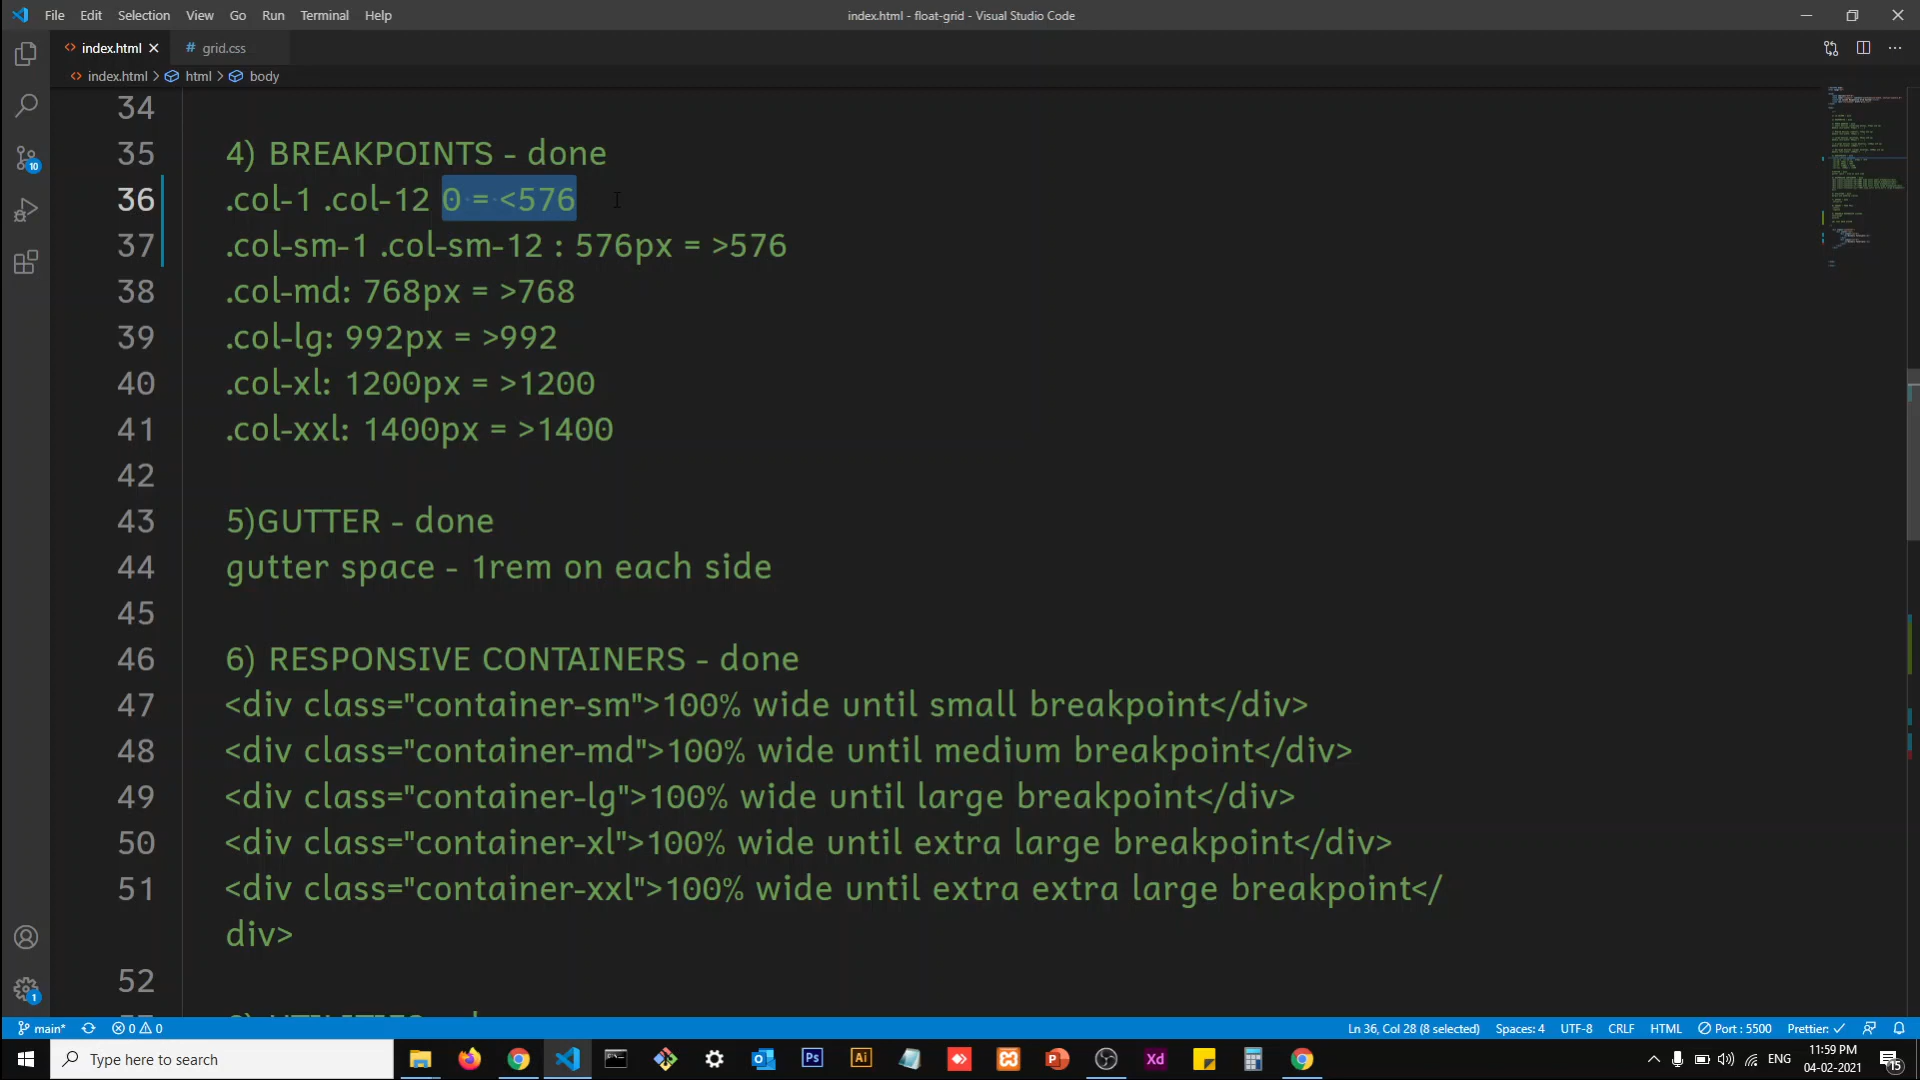 File Edit Selection View Go Run Terminal Help
index.html - float-grid - Visual Studio Code
index.html
# grid.css
index.html > html > body
34
35 4) BREAKPOINTS - done
36 .col-1 .col-12 0 = <576
37 .col-sm-1 .col-sm-12 : 576px = >576
38 .col-md: 768px = >768
39 .col-lg: 992px = >992
40 .col-xl: 1200px = >1200
41 .col-xxl: 1400px = >1400
42
43 5)GUTTER - done
44 gutter space - 1rem on each side
45
46 6) RESPONSIVE CONTAINERS - done
47 <div class="container-sm">100% wide until small breakpoint</div>
48 <div class="container-md">100% wide until medium breakpoint</div>
49 <div class="container-lg">100% wide until large breakpoint</div>
50 <div class="container-xl">100% wide until extra large breakpoint</div>
51 <div class="container-xxl">100% wide until extra extra large breakpoint</
div>
52
10
1
main* 0 0 Ln 36, Col 28 (8 selected) Spaces: 4 UTF-8 CRLF HTML Port : 5500 Prettier: ✓
Type here to search
Ps
Ai
Xd
ENG
11:59 PM
04-02-2021
15